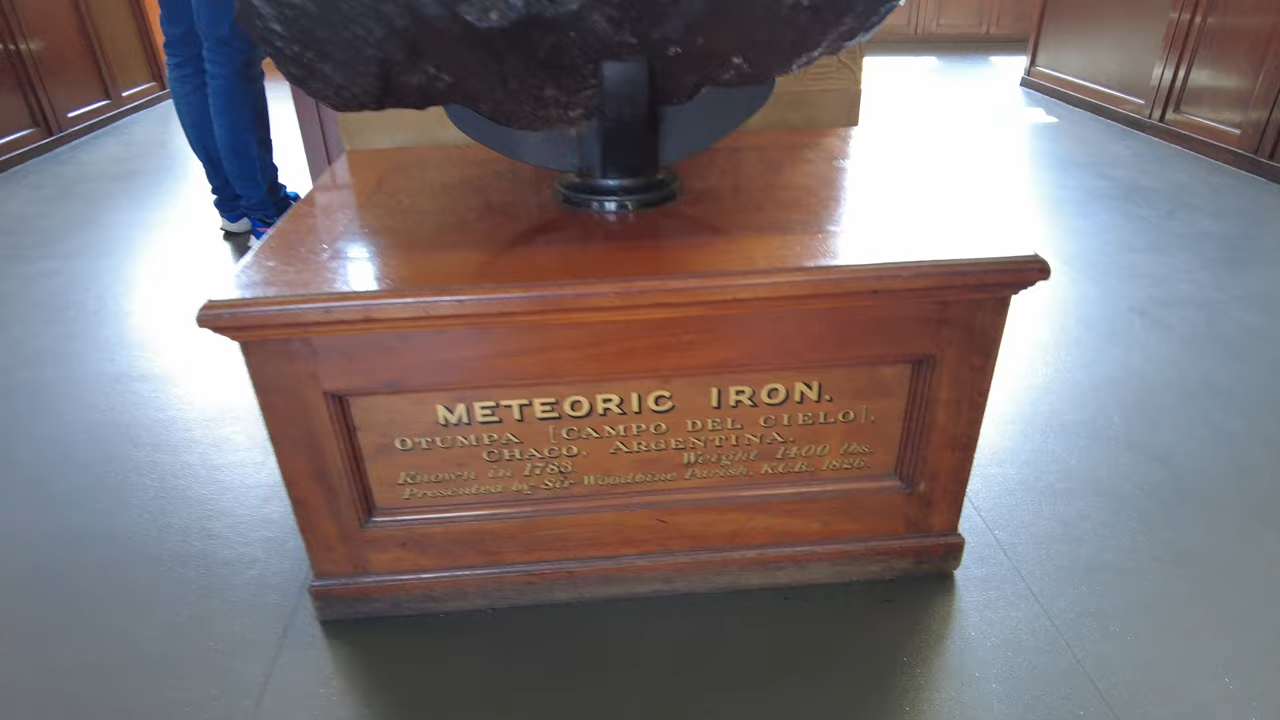 METEORIC IRON.
OTUMPA [CAMPO DEL CIELO],
CHACO, ARGENTINA.
Known in 1783. Weight 1400 lbs.
Presented by Sir Woodbine Parish, K.C.B., 1826.